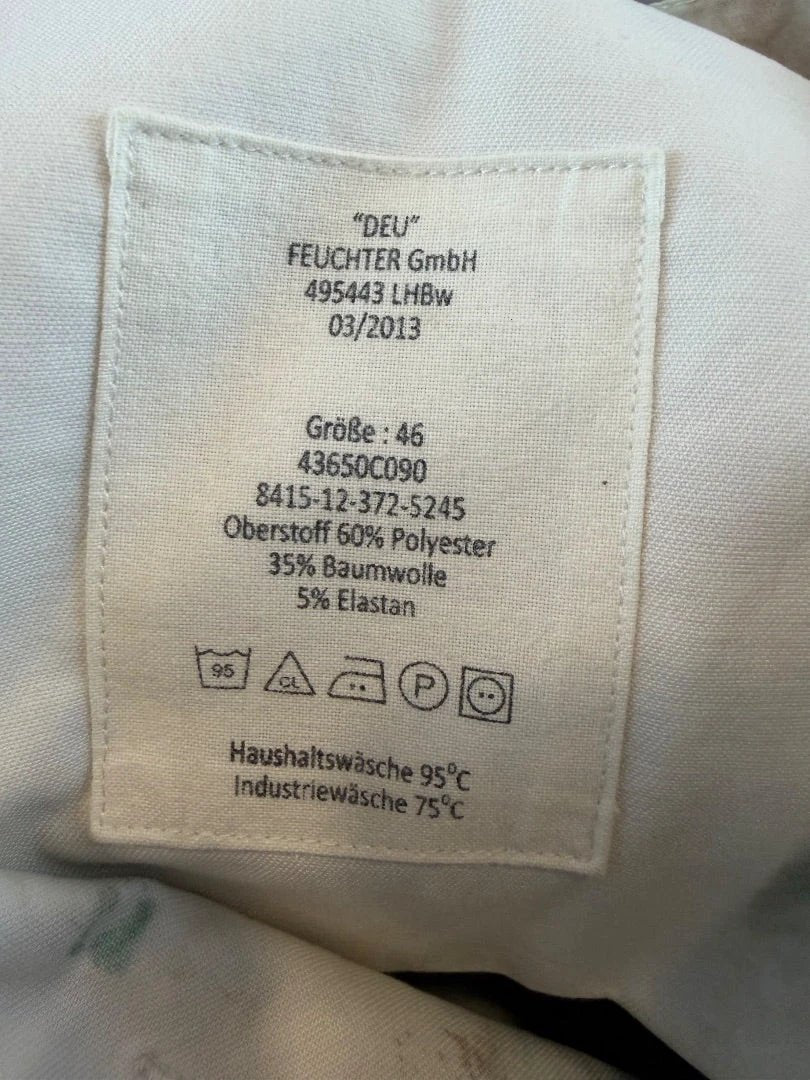 “DEU”
FEUCHTER GmbH
495443 LHBw
03/2013
Größe : 46
43650C090
8415-12-372-5245
Oberstoff 60% Polyester
35% Baumwolle
5% Elastan
95 CL P
Haushaltswäsche 95°C
Industriewäsche 75°C